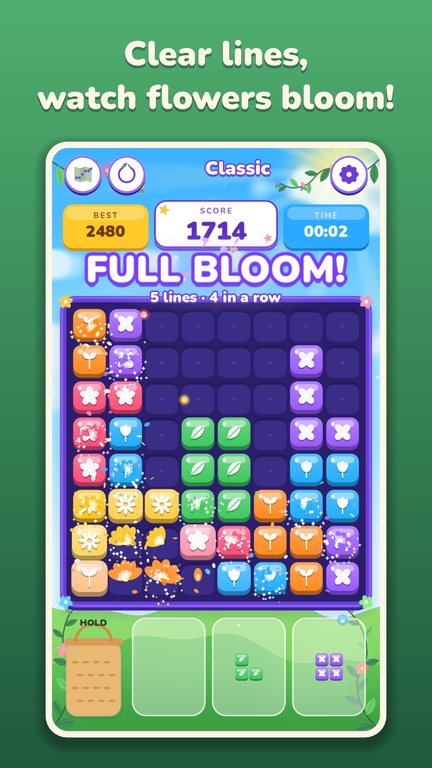 Clear lines,
watch flowers bloom!
Classic
BEST
2480
SCORE
1714
TIME
00:02
FULL BLOOM!
5 lines · 4 in a row
HOLD